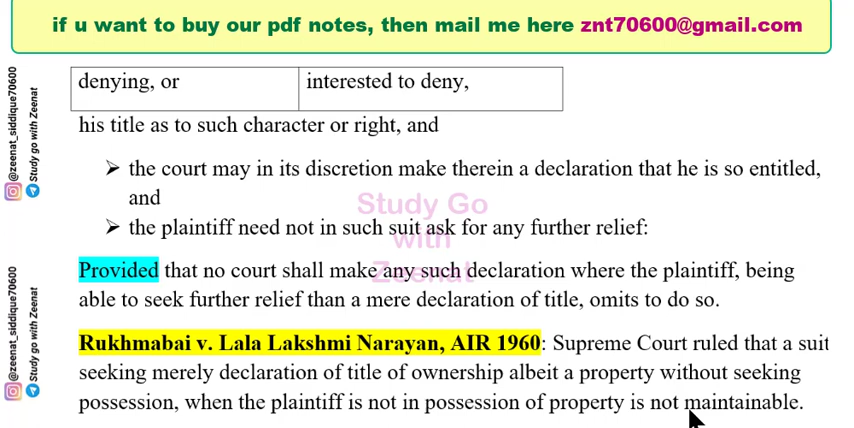 if u want to buy our pdf notes, then mail me here znt70600@gmail.com
denying, or interested to deny,
his title as to such character or right, and
➢ the court may in its discretion make therein a declaration that he is so entitled,
and
➢ the plaintiff need not in such suit ask for any further relief:
Provided that no court shall make any such declaration where the plaintiff, being
able to seek further relief than a mere declaration of title, omits to do so.
Rukhmabai v. Lala Lakshmi Narayan, AIR 1960: Supreme Court ruled that a suit
seeking merely declaration of title of ownership albeit a property without seeking
possession, when the plaintiff is not in possession of property is not maintainable.
@zeenat_siddique70600
Study go with Zeenat
@zeenat_siddique70600
Study go with Zeenat
Study Go
with
Zeenat